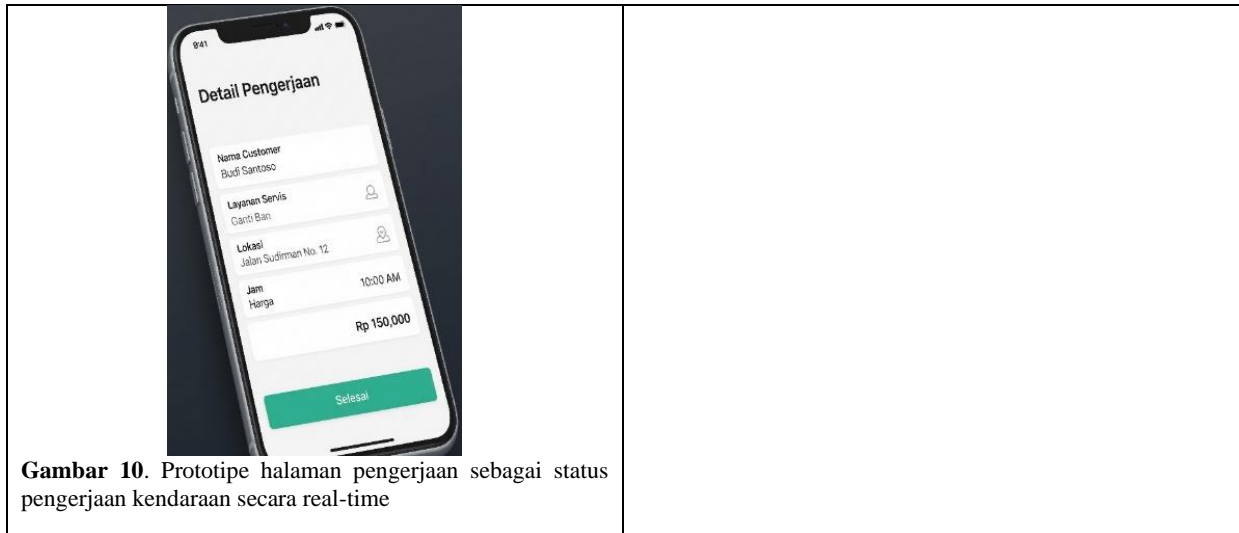 9:41
Detail Pengerjaan
Nama Customer
Budi Santoso
Layanan Servis
Ganti Ban
Lokasi
Jalan Sudirman No. 12
Jam
10:00 AM
Harga
Rp 150,000
Selesai
Gambar 10. Prototipe halaman pengerjaan sebagai status
pengerjaan kendaraan secara real-time